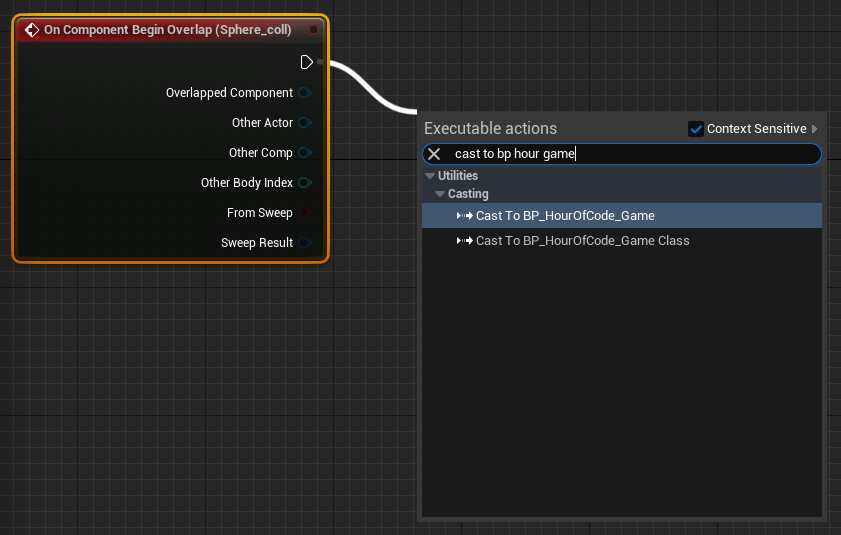 On Component Begin Overlap (Sphere_coll)
Overlapped Component
Other Actor
Other Comp
Other Body Index
From Sweep
Sweep Result
Executable actions
Context Sensitive
cast to bp hour game
Utilities
Casting
Cast To BP_HourOfCode_Game
Cast To BP_HourOfCode_Game Class